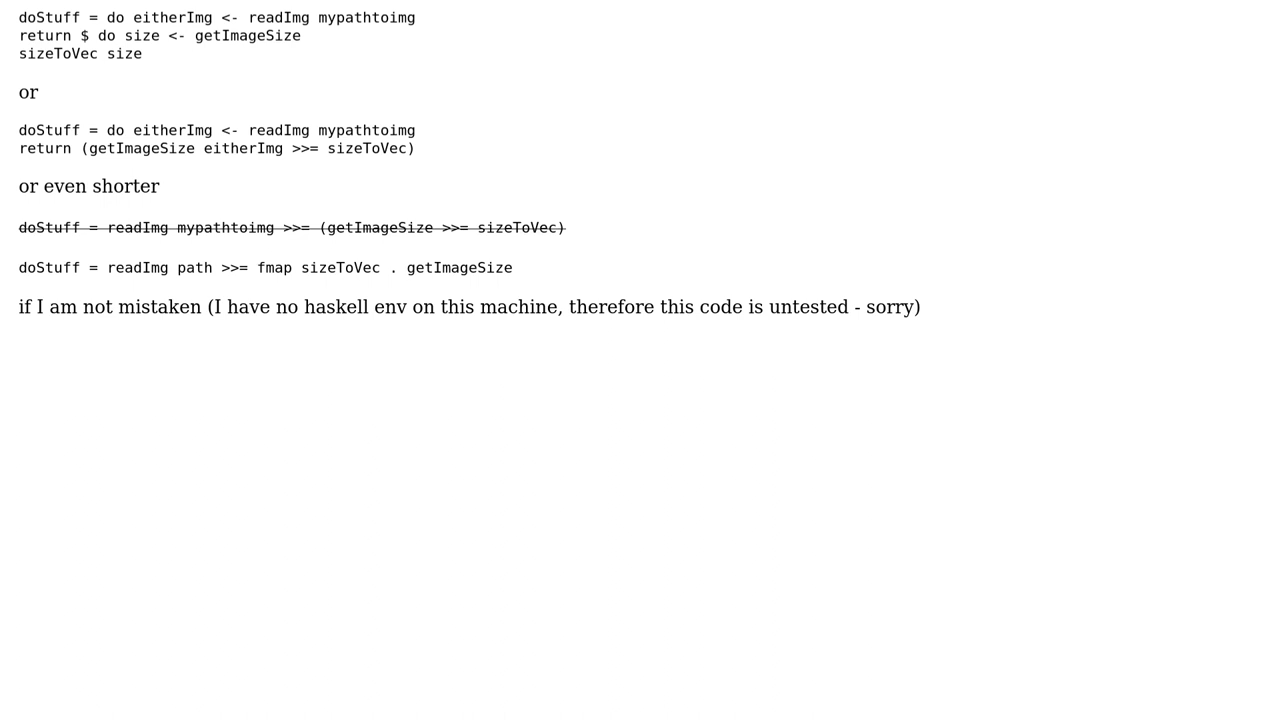 doStuff = do eitherImg <- readImg mypathtoimg
return $ do size <- getImageSize
sizeToVec size
or
doStuff = do eitherImg <- readImg mypathtoimg
return (getImageSize eitherImg >>= sizeToVec)
or even shorter
doStuff = readImg mypathtoimg >>= (getImageSize >>= sizeToVec)
doStuff = readImg path >>= fmap sizeToVec . getImageSize
if I am not mistaken (I have no haskell env on this machine, therefore this code is untested - sorry)